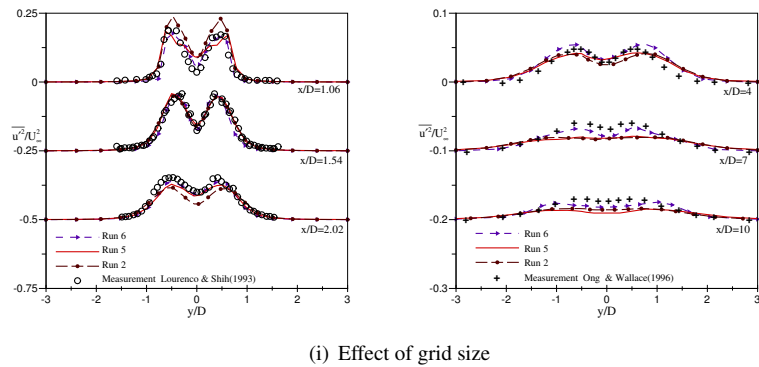 0.25
0
-0.25
-0.5
-0.75
u'²/U²∞
x/D=1.06
x/D=1.54
x/D=2.02
Run 6
Run 5
Run 2
Measurement Lourenco & Shih(1993)
-3 -2 -1 0 1 2 3
y/D
0.1
0
-0.1
-0.2
-0.3
u'²/U²∞
x/D=4
x/D=7
x/D=10
Run 6
Run 5
Run 2
Measurement Ong & Wallace(1996)
-3 -2 -1 0 1 2 3
y/D
(i) Effect of grid size